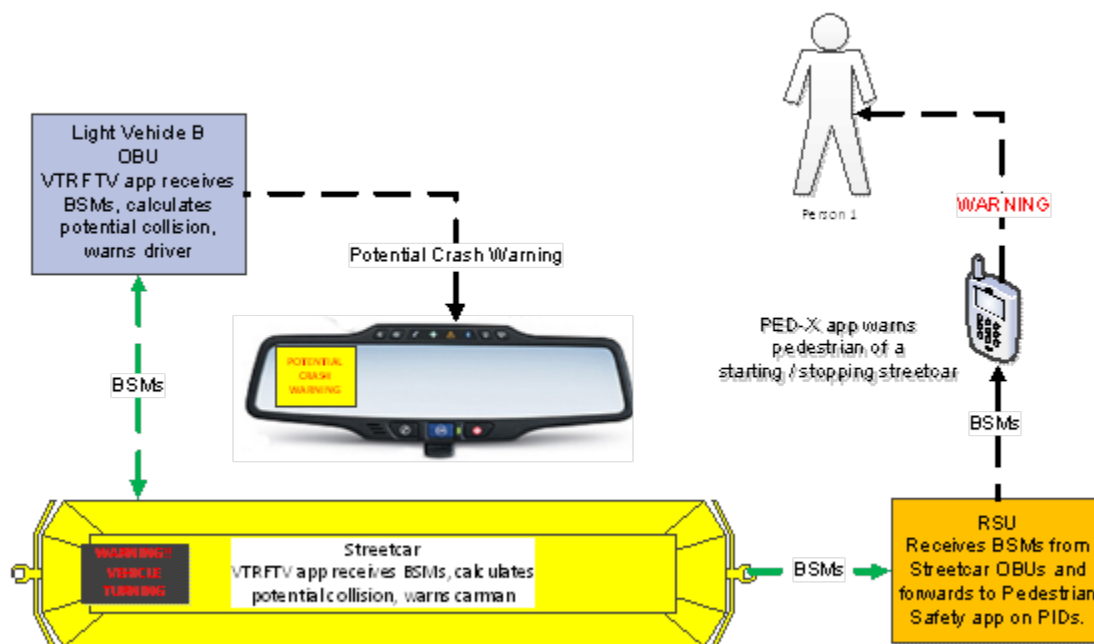 Light Vehicle B
OBU
VTRFTV app receives
BSMs, calculates
potential collision,
warns driver
Potential Crash Warning
POTENTIAL
CRASH
WARNING
BSMs
Person 1
WARNING
PED-X app warns
pedestrian of a
starting / stopping streetcar
BSMs
WARNING!!
VEHICLE
TURNING
Streetcar
VTRFTV app receives BSMs, calculates
potential collision, warns carman
BSMs
RSU
Receives BSMs from
Streetcar OBUs and
forwards to Pedestrian
Safety app on PIDs.